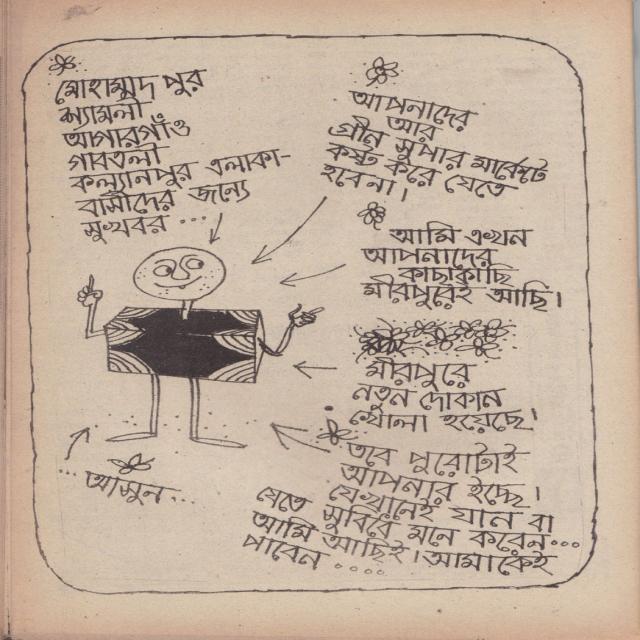 মোহাম্মাদ পুর
শ্যামলী
আগারগাঁও
গাবতলী
কল্যানপুর এলাকা-
বাসীদের জন্যে
সুখবর ...
আপনাদের
আর
গ্রীন সুপার মার্কেটে
কষ্ট করে যেতে
হবেনা।
আমি এখন
আপনাদের
কাছাকাছি
মীরপুরেই আছি।
মীরপুরে
নতুন দোকান
খোলা হয়েছে।
তবে পুরোটাই
আপনার ইচ্ছে।
যেখানেই যান বা
যেতে সুবিধে মনে করেন...
আমি আছিই। আমাকেই
পাবেন ....
... আসুন ...